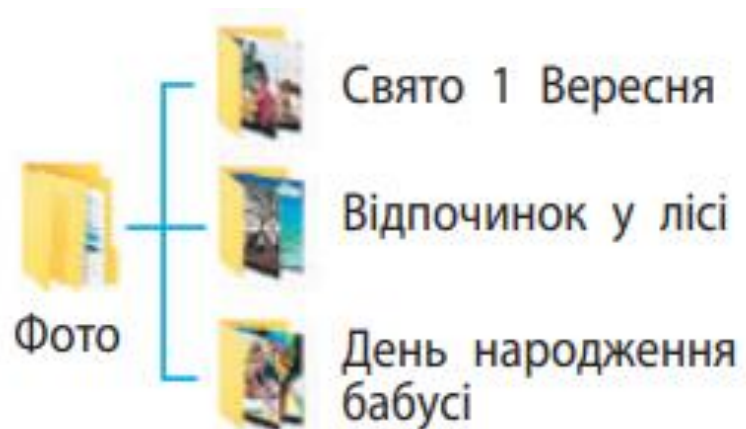 Свято 1 Вересня
Відпочинок у лісі
Фото
День народження
бабусі